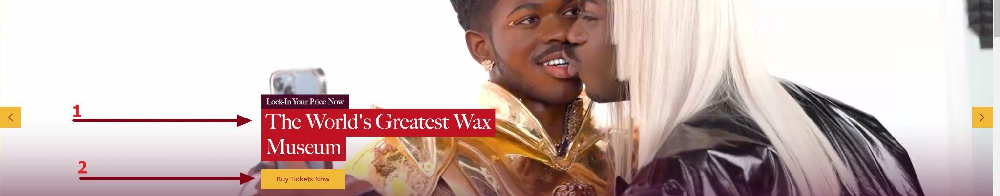 Lock-In Your Price Now
1
The World's Greatest Wax
Museum
2
Buy Tickets Now